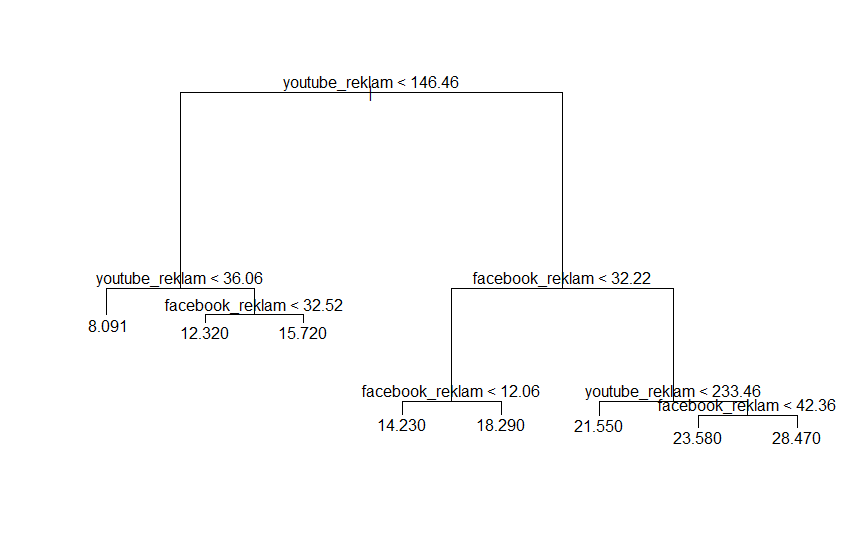 youtube_reklam < 146.46
youtube_reklam < 36.06
facebook_reklam < 32.22
facebook_reklam < 32.52
8.091
12.320
15.720
facebook_reklam < 12.06
youtube_reklam < 233.46
facebook_reklam < 42.36
14.230
18.290
21.550
23.580
28.470